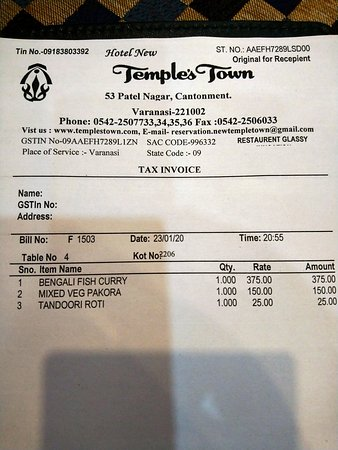 Tin No.-09183803392 Hotel New ST. NO.: AAEFH7289LSD00
Original for Recepient
Temple's Town
53 Patel Nagar, Cantonment.
Varanasi-221002
Phone: 0542-2507733,34,35,36 Fax :0542-2506033
Vist us : www.templestown.com, E-mail- reservation.newtempletown@gmail.com
GSTIN No-09AAEFH7289L1ZN SAC CODE-996332 RESTAURENT GLASSY
Place of Service :- Varanasi State Code :- 09
TAX INVOICE
Name:
GSTIn No:
Address:
Bill No: F 1503 Date: 23/01/20 Time: 20:55
Table No 4 Kot No 2206
Sno. Item Name Qty. Rate Amount
1 BENGALI FISH CURRY 1.000 375.00 375.00
2 MIXED VEG PAKORA 1.000 150.00 150.00
3 TANDOORI ROTI 1.000 25.00 25.00